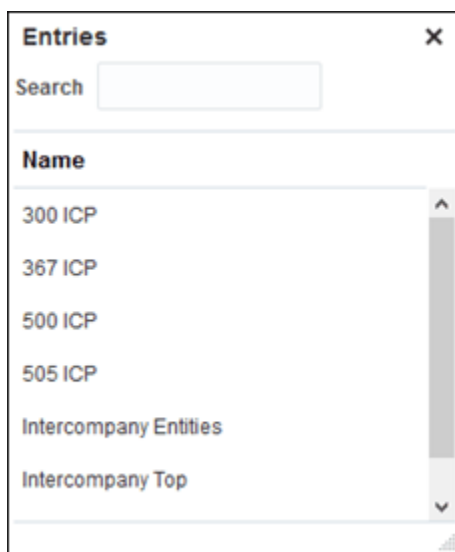 Entries
Search
Name
300 ICP
367 ICP
500 ICP
505 ICP
Intercompany Entities
Intercompany Top